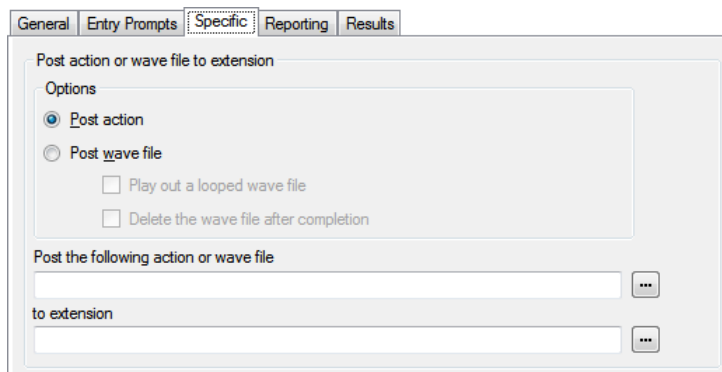 General Entry Prompts Specific Reporting Results
Post action or wave file to extension
Options
Post action
Post wave file
Play out a looped wave file
Delete the wave file after completion
Post the following action or wave file
...
to extension
...